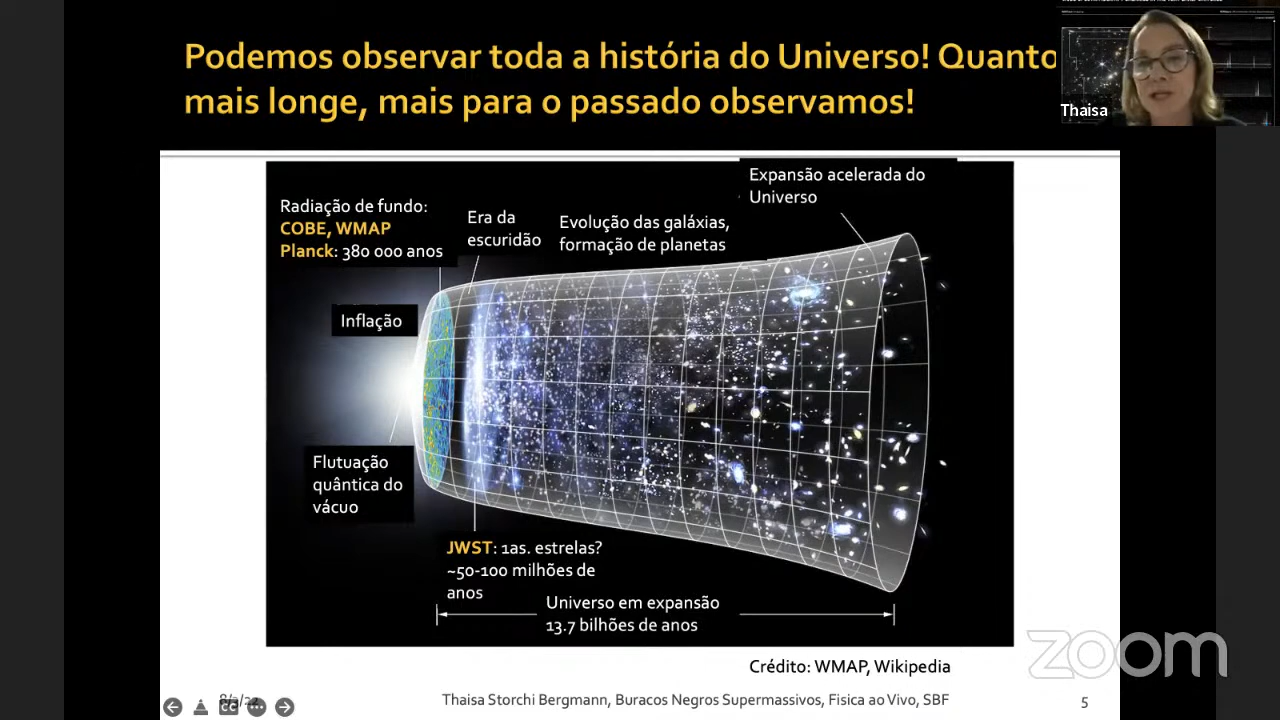 Podemos observar toda a história do Universo! Quanto
mais longe, mais para o passado observamos!
Thaisa
Expansão acelerada do
Universo
Radiação de fundo:
COBE, WMAP
Planck: 380 000 anos
Era da
escuridão
Evolução das galáxias,
formação de planetas
Inflação
Flutuação
quântica do
vácuo
JWST: 1as. estrelas?
~50-100 milhões de
anos
Universo em expansão
13.7 bilhões de anos
Crédito: WMAP, Wikipedia
zoom
Thaisa Storchi Bergmann, Buracos Negros Supermassivos, Fisica ao Vivo, SBF
5